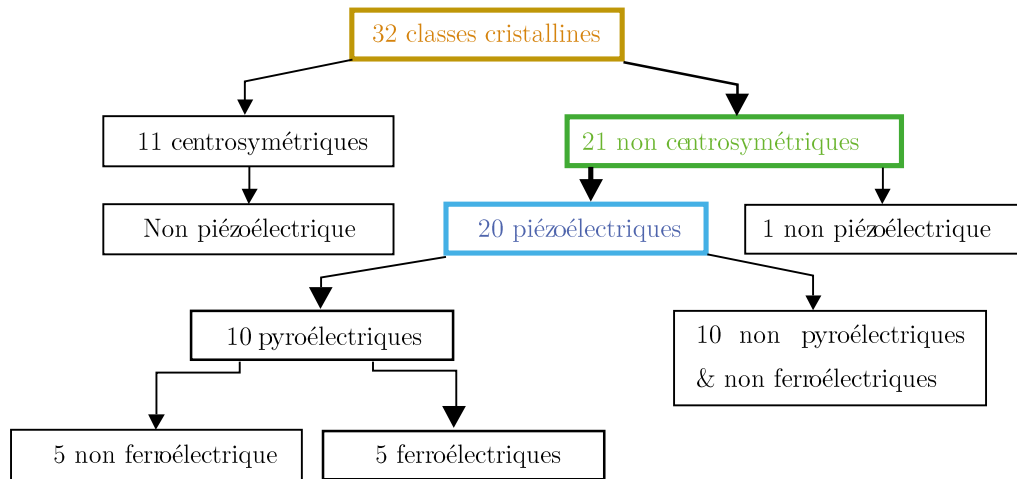 32 classes cristallines
11 centrosymétriques
21 non centrosymétriques
Non piézoélectrique
20 piézoélectriques
1 non piézoélectrique
10 pyroélectriques
10 non pyroélectriques
& non ferroélectriques
5 non ferroélectrique
5 ferroélectriques